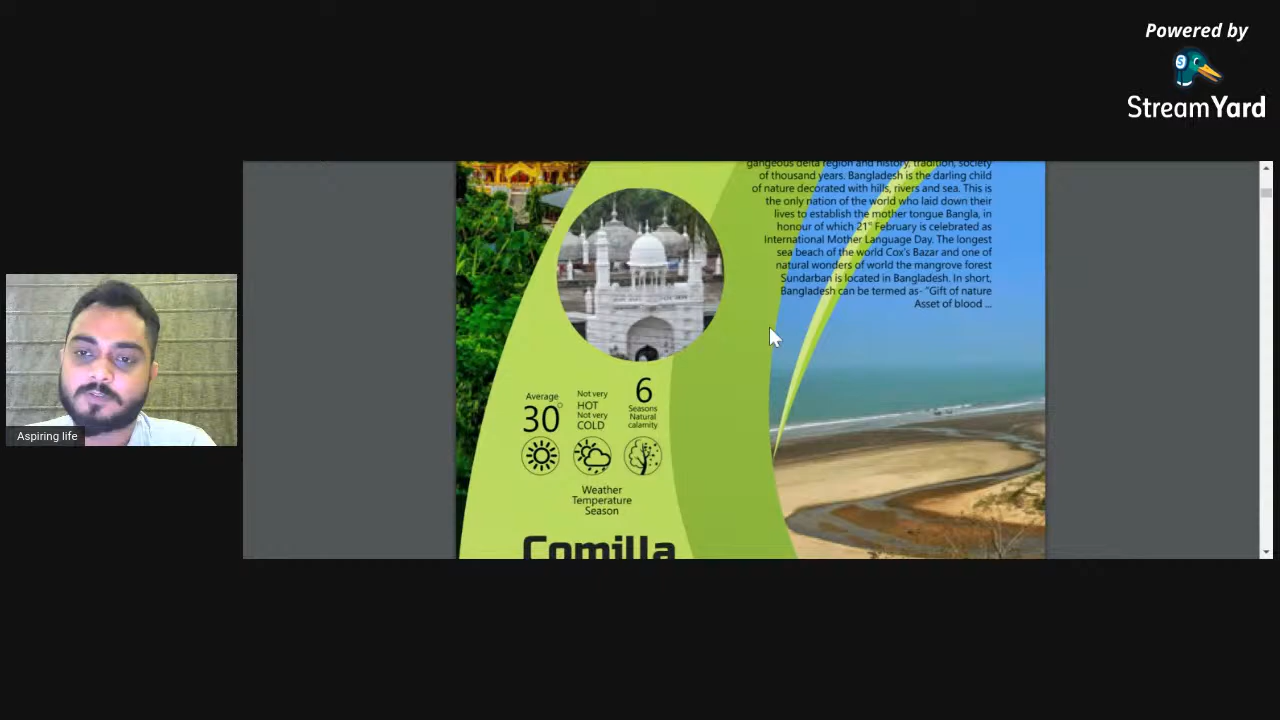 Powered by
StreamYard
gangeous delta region and history, tradition, society
of thousand years. Bangladesh is the darling child
of nature decorated with hills, rivers and sea. This is
the only nation of the world who laid down their
lives to establish the mother tongue Bangla, in
honour of which 21st February is celebrated as
International Mother Language Day. The longest
sea beach of the world Cox's Bazar and one of
natural wonders of world the mangrove forest
Sundarban is located in Bangladesh. In short,
Bangladesh can be termed as- "Gift of nature
Asset of blood ...
Average
30°
Not very
HOT
Not very
COLD
6
Seasons
Natural
calamity
Weather
Temperature
Season
Comilla
Aspiring life